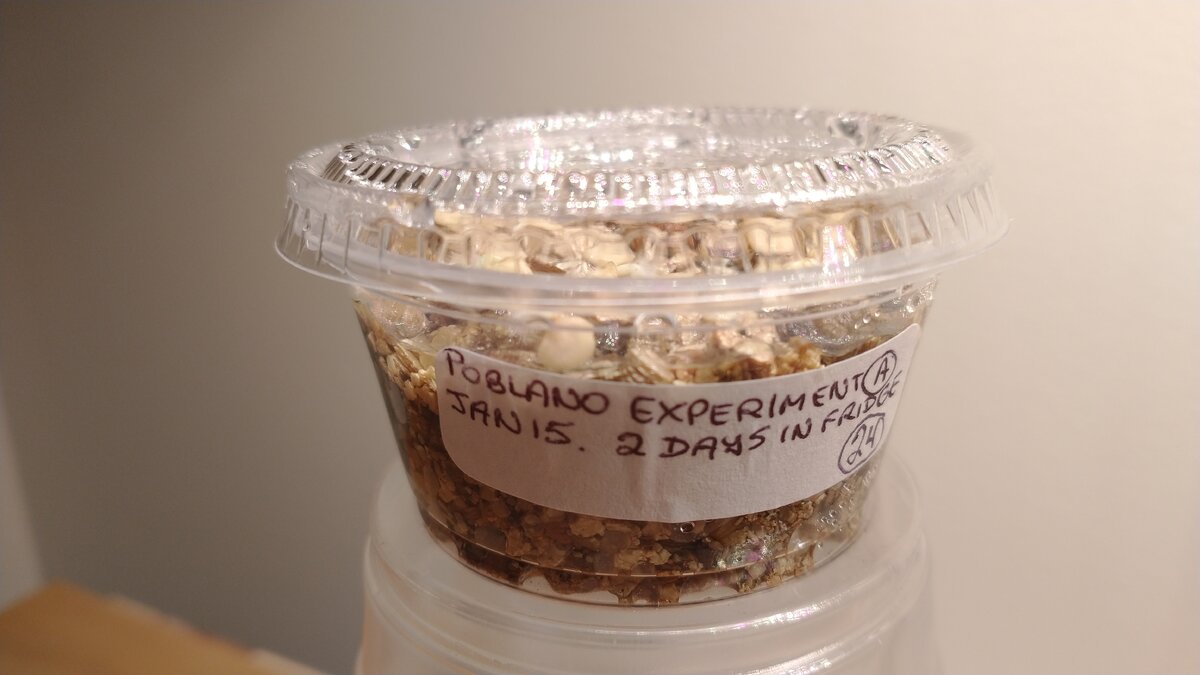 POBLANO EXPERIMENT A
JAN 15. 2 DAYS IN FRIDGE
24